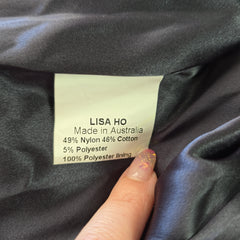 LISA HO
Made in Australia
49% Nylon 46% Cotton
5% Polyester
100% Polyester lining